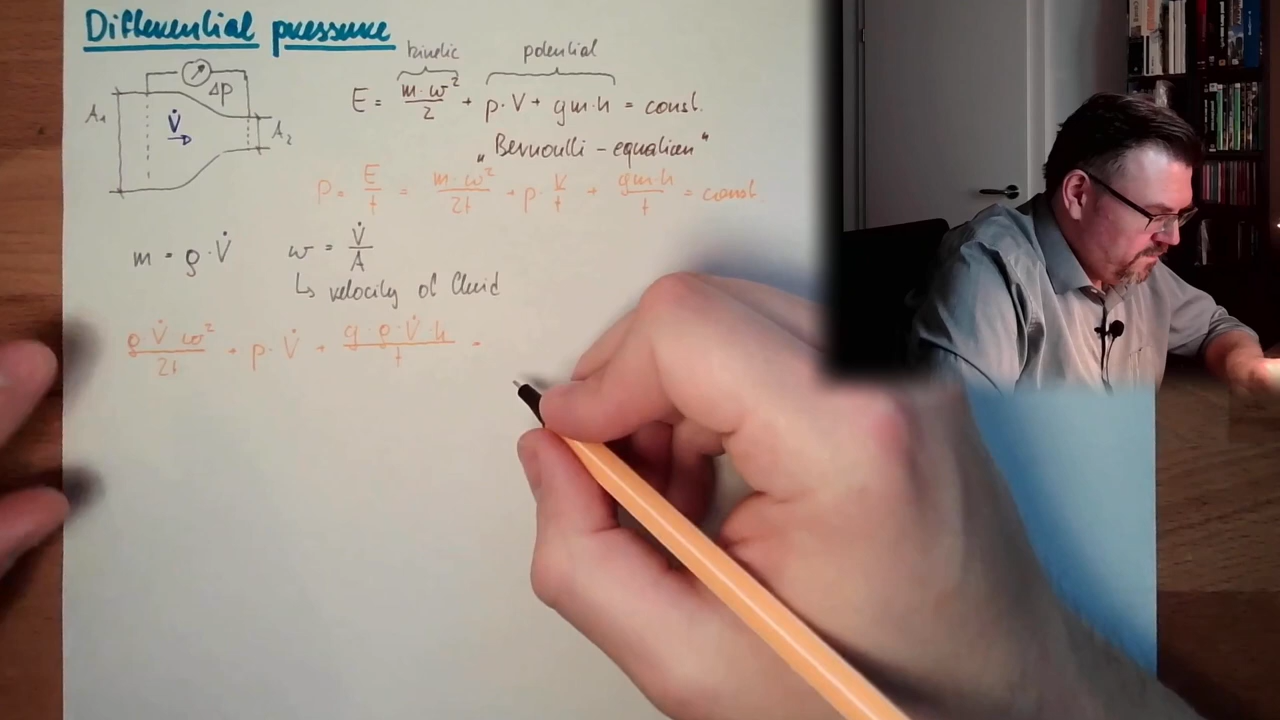 Differential pressure
kinetic potential
Δp
A₁ V̇ A₂
E = m·w²/2 + p·V + g·m·h = const.
"Bernoulli-equation"
P = E/t = m·w²/2t + p·V/t + g·m·h/t = const.
m = ρ·V̇ w = V̇/A
↳ velocity of fluid
ρ·V̇ w²/2t + p·V̇ + g·ρ·V̇·h/t =